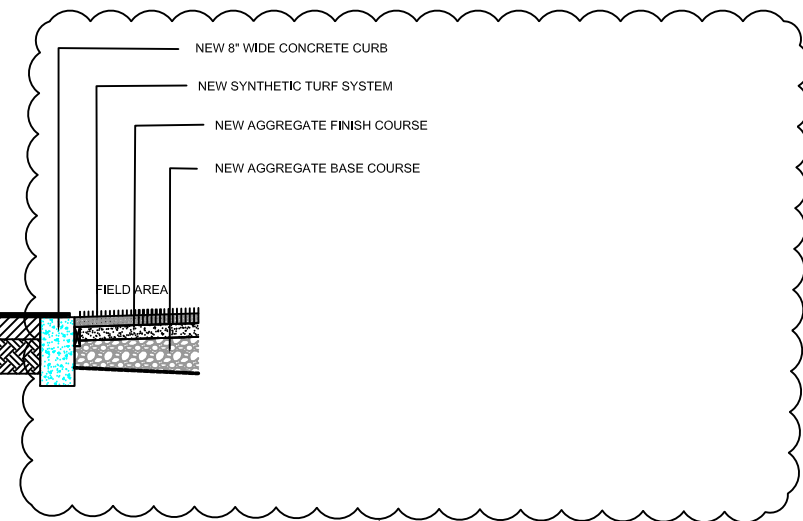 NEW 8" WIDE CONCRETE CURB
NEW SYNTHETIC TURF SYSTEM
NEW AGGREGATE FINISH COURSE
NEW AGGREGATE BASE COURSE
FIELD AREA